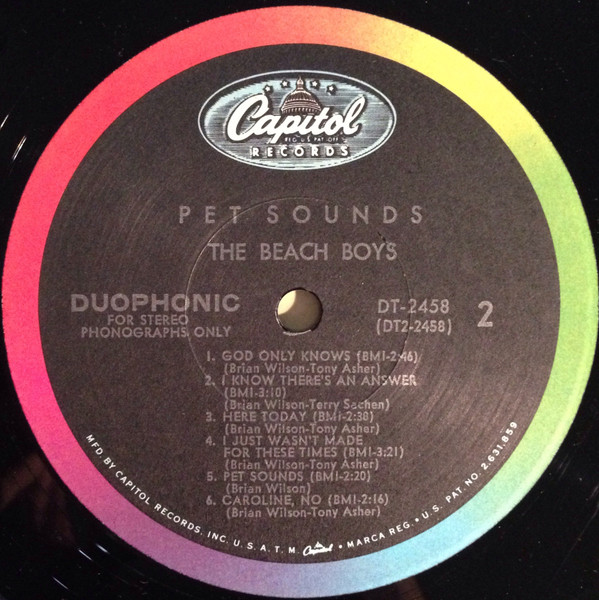 Capitol
REG. U.S. PAT. OFF.
RECORDS
PET SOUNDS
THE BEACH BOYS
DUOPHONIC
FOR STEREO
PHONOGRAPHS ONLY
DT-2458
(DT2-2458)
2
1. GOD ONLY KNOWS (BMI-2:46)
(Brian Wilson-Tony Asher)
2. I KNOW THERE'S AN ANSWER
(BMI-3:10)
(Brian Wilson-Terry Sachen)
3. HERE TODAY (BMI-2:38)
(Brian Wilson-Tony Asher)
4. I JUST WASN'T MADE
FOR THESE TIMES (BMI-3:21)
(Brian Wilson-Tony Asher)
5. PET SOUNDS (BMI-2:20)
(Brian Wilson)
6. CAROLINE, NO (BMI-2:16)
(Brian Wilson-Tony Asher)
MFD. BY CAPITOL RECORDS, INC. U. S. A. T. M. Capitol • MARCA REG. • U.S. PAT. NO. 2,631,859